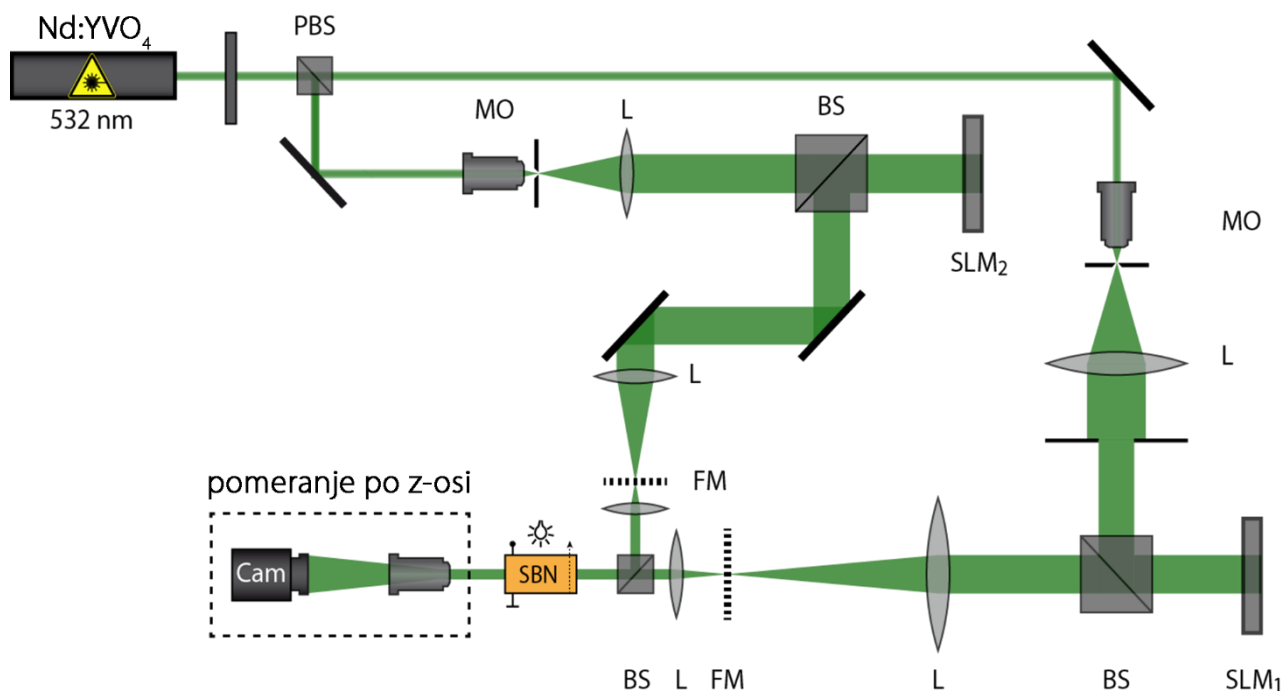 Nd:YVO₄
532 nm
PBS
MO
L
BS
SLM₂
MO
L
L
FM
pomeranje po z-osi
Cam
SBN
BS
L
FM
L
BS
SLM₁